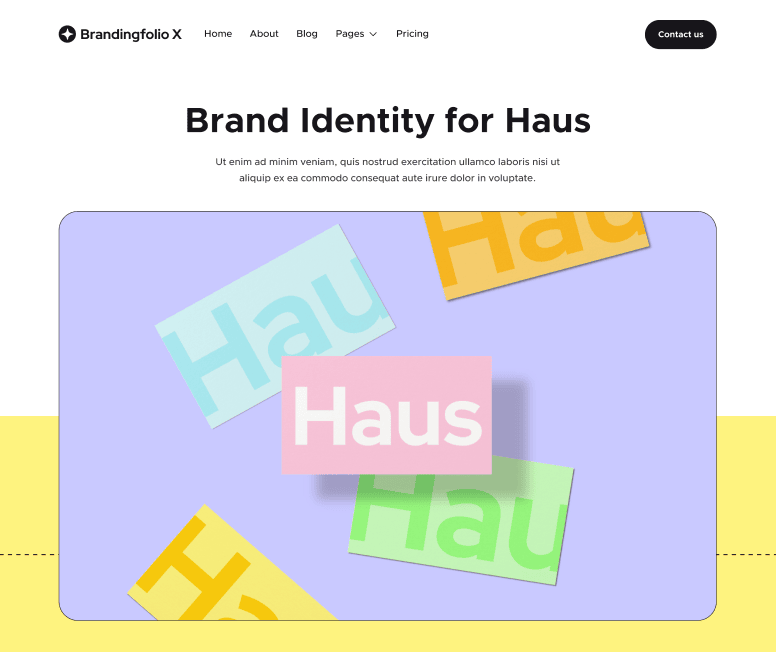 Brandingfolio X
Home
About
Blog
Pages
Pricing
Contact us
Brand Identity for Haus
Ut enim ad minim veniam, quis nostrud exercitation ullamco laboris nisi ut
aliquip ex ea commodo consequat aute irure dolor in voluptate.
Hau
Hau
Haus
Hau
Ha